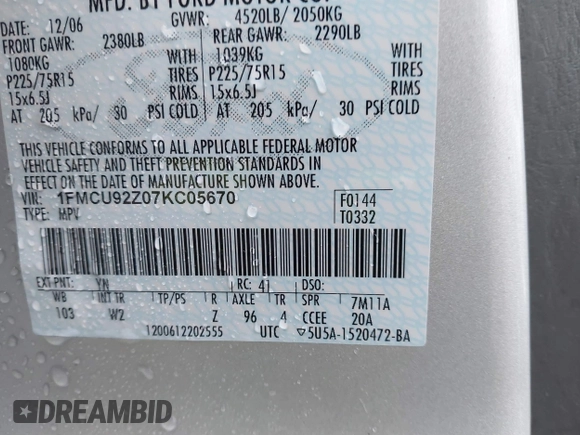 MFD. BY FORD MOTOR CO.
DATE: 12/06 GVWR: 4520LB/ 2050KG
FRONT GAWR: 2380LB REAR GAWR: 2290LB
1080KG WITH 1039KG WITH
P225/75R15 TIRES P225/75R15 TIRES
15x6.5J RIMS 15x6.5J RIMS
AT 205 kPa/ 30 PSI COLD AT 205 kPa/ 30 PSI COLD
THIS VEHICLE CONFORMS TO ALL APPLICABLE FEDERAL MOTOR
VEHICLE SAFETY AND THEFT PREVENTION STANDARDS IN
EFFECT ON THE DATE OF MANUFACTURE SHOWN ABOVE.
VIN: 1FMCU92Z07KC05670 F0144
TYPE: MPV T0332
EXT PNT: YN RC: 41 DSO:
WB INT TR TP/PS R AXLE TR SPR 7M11A
103 W2 Z 96 4 CCEE 20A
1200612202555 UTC ▽5U5A-1520472-BA
DREAMBID